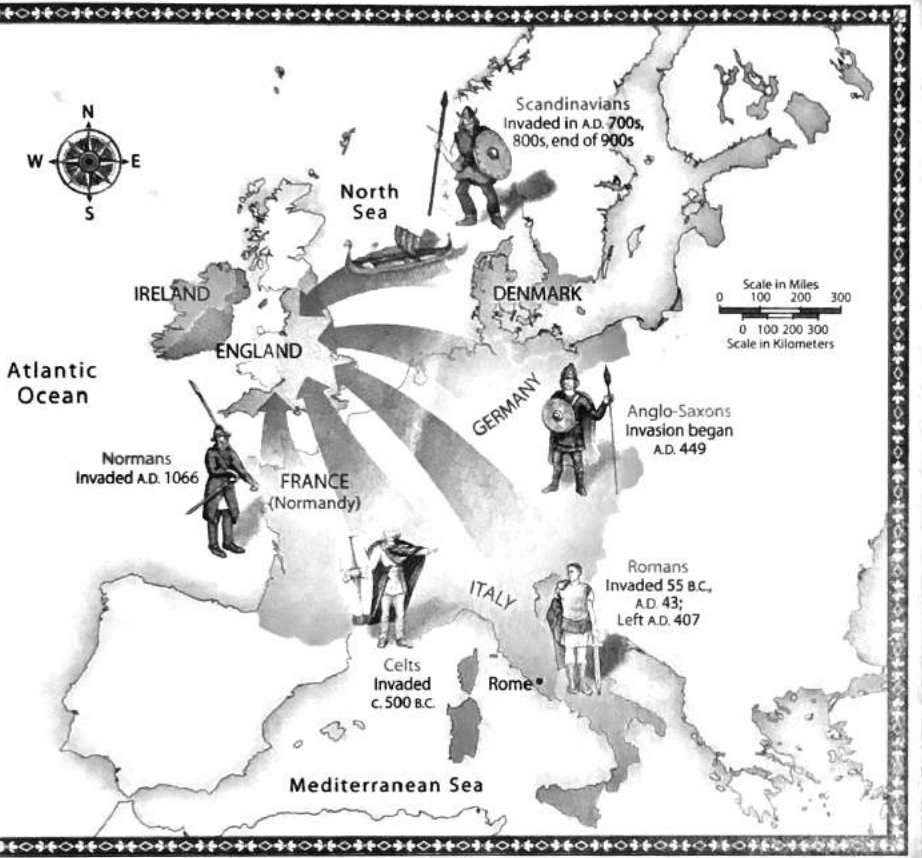 Scandinavians
Invaded in A.D. 700s,
800s, end of 900s
N
W
E
S
North
Sea
IRELAND
DENMARK
Scale in Miles
0 100 200 300
0 100 200 300
Scale in Kilometers
ENGLAND
Atlantic
Ocean
GERMANY
Anglo-Saxons
Invasion began
A.D. 449
Normans
Invaded A.D. 1066
FRANCE
(Normandy)
Romans
Invaded 55 B.C.,
A.D. 43;
Left A.D. 407
ITALY
Celts
Invaded
c. 500 B.C.
Rome
Mediterranean Sea